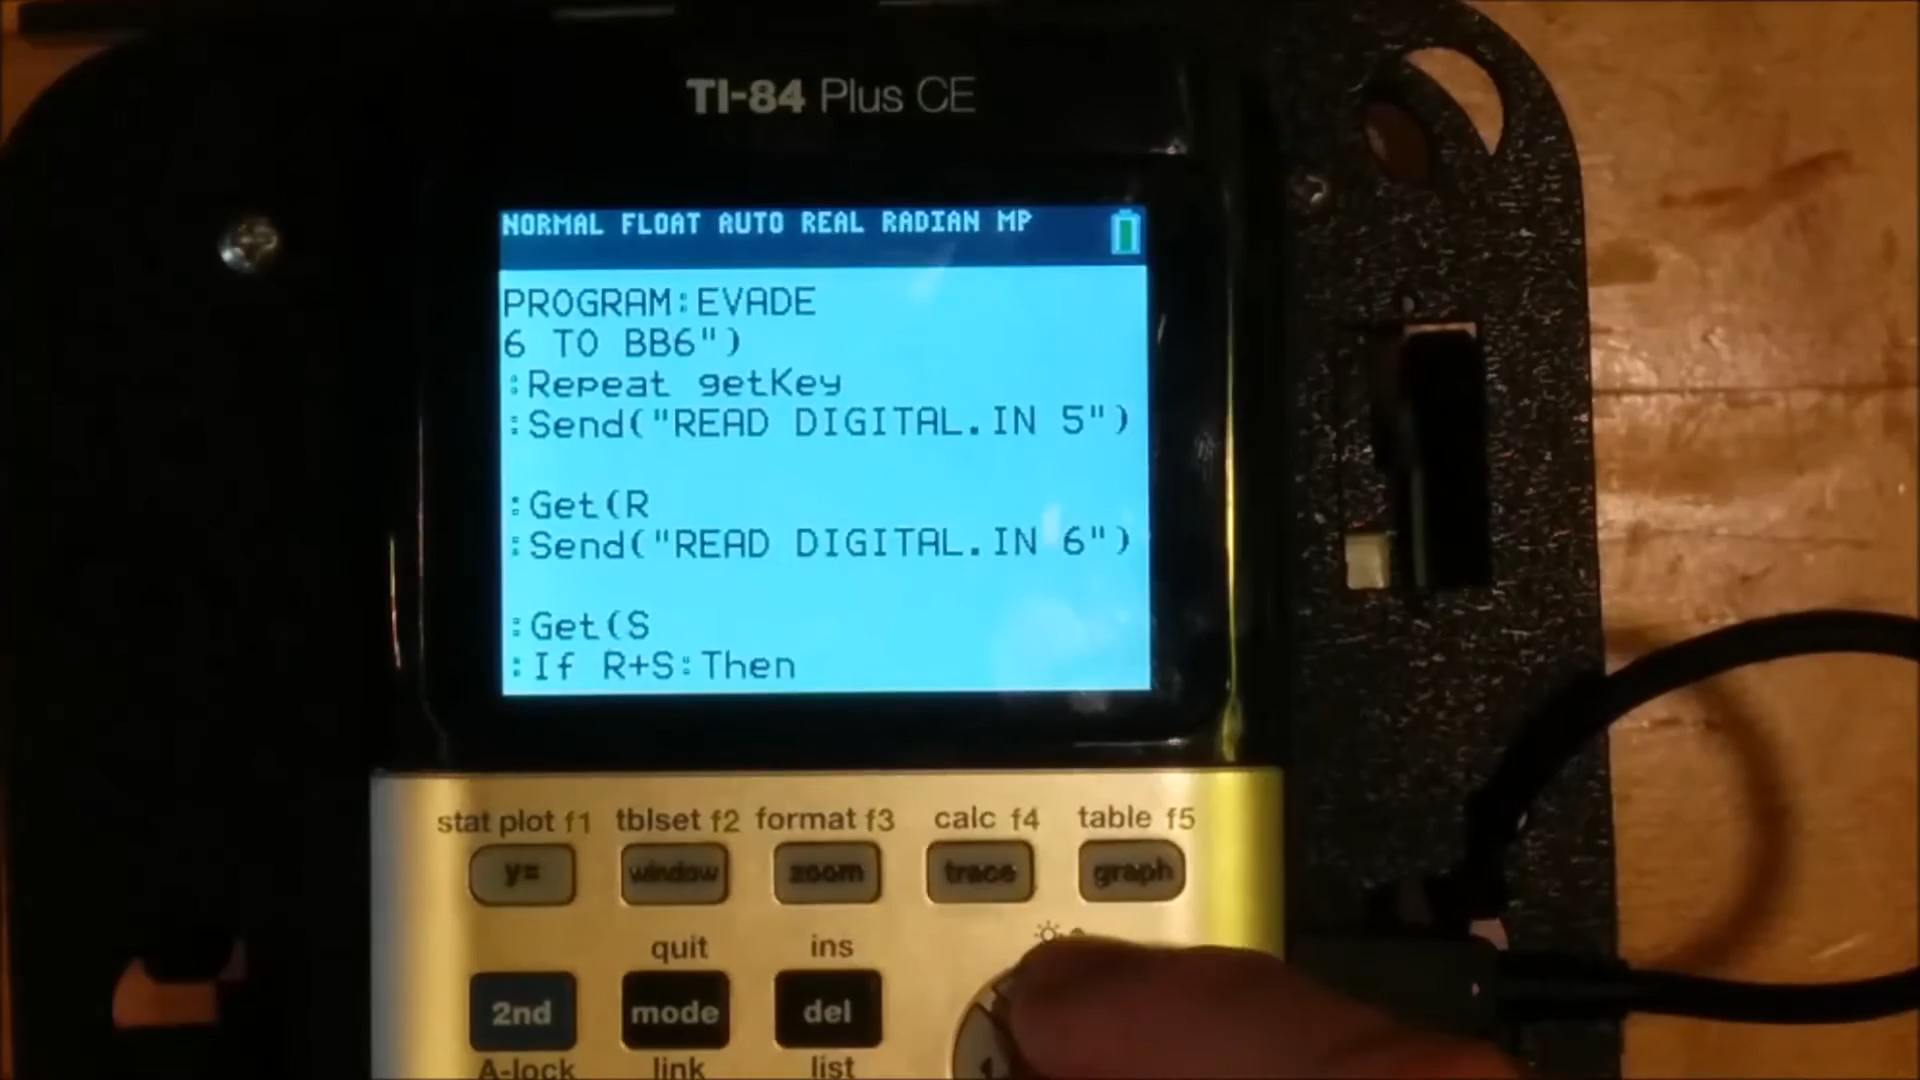 TI-84 Plus CE
NORMAL FLOAT AUTO REAL RADIAN MP
PROGRAM:EVADE
6 TO BB6")
:Repeat getKey
:Send("READ DIGITAL.IN 5")
:Get(R
:Send("READ DIGITAL.IN 6")
:Get(S
:If R+S:Then
stat plot f1 tblset f2 format f3 calc f4 table f5
y= window zoom trace graph
quit ins
2nd mode del
A-lock link list